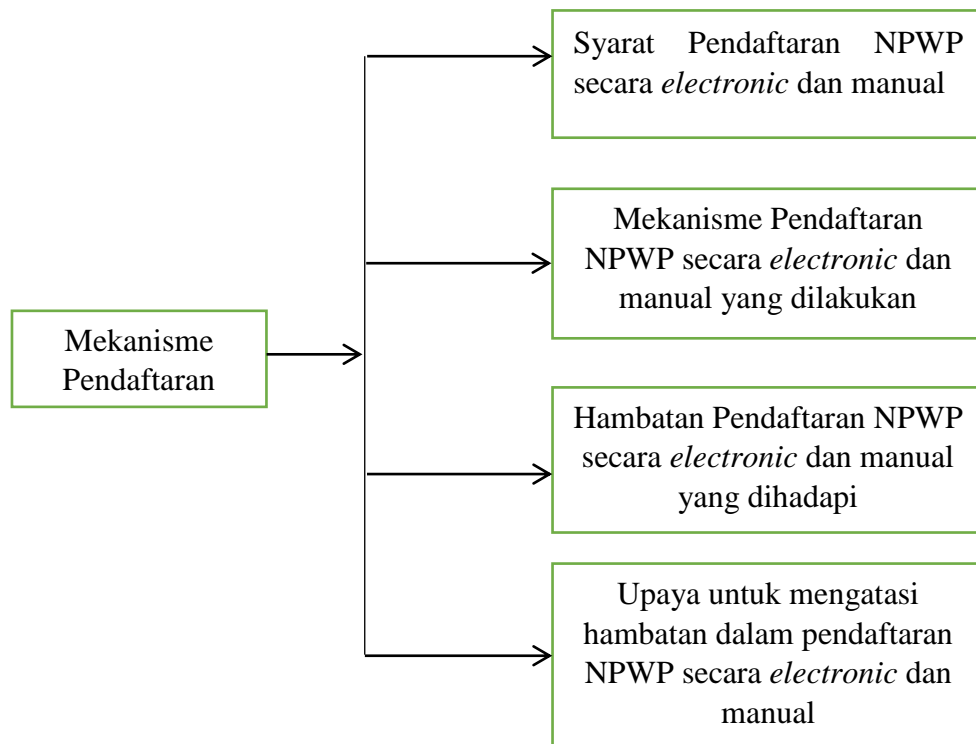 Syarat Pendaftaran NPWP
secara electronic dan manual
Mekanisme Pendaftaran
NPWP secara electronic dan
manual yang dilakukan
Mekanisme
Pendaftaran
Hambatan Pendaftaran NPWP
secara electronic dan manual
yang dihadapi
Upaya untuk mengatasi
hambatan dalam pendaftaran
NPWP secara electronic dan
manual